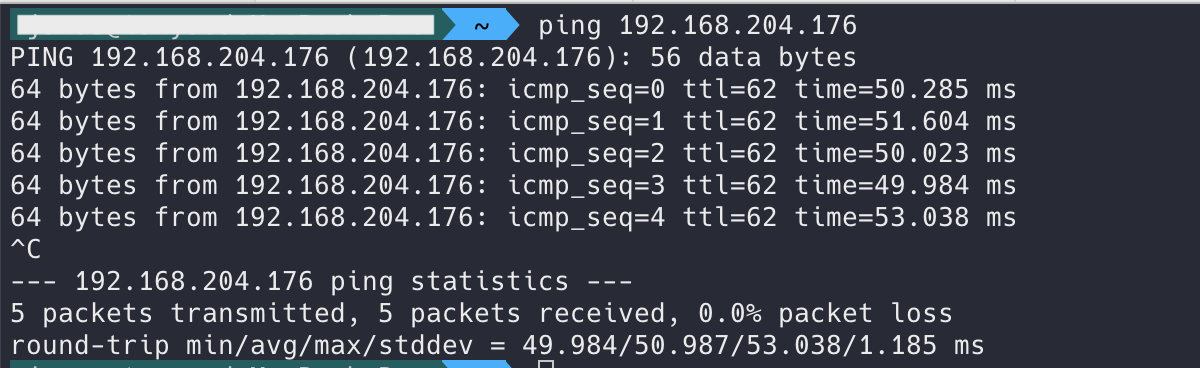 ~ ping 192.168.204.176
PING 192.168.204.176 (192.168.204.176): 56 data bytes
64 bytes from 192.168.204.176: icmp_seq=0 ttl=62 time=50.285 ms
64 bytes from 192.168.204.176: icmp_seq=1 ttl=62 time=51.604 ms
64 bytes from 192.168.204.176: icmp_seq=2 ttl=62 time=50.023 ms
64 bytes from 192.168.204.176: icmp_seq=3 ttl=62 time=49.984 ms
64 bytes from 192.168.204.176: icmp_seq=4 ttl=62 time=53.038 ms
^C
--- 192.168.204.176 ping statistics ---
5 packets transmitted, 5 packets received, 0.0% packet loss
round-trip min/avg/max/stddev = 49.984/50.987/53.038/1.185 ms